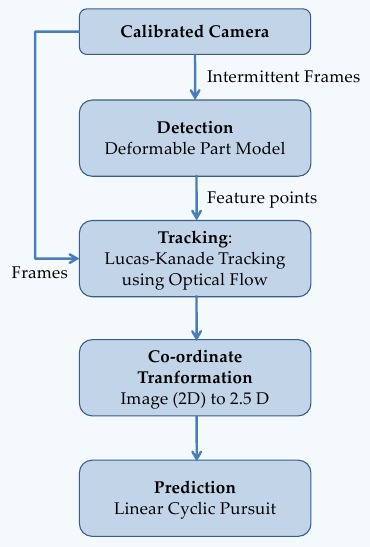 Calibrated Camera
Intermittent Frames
Detection
Deformable Part Model
Feature points
Tracking:
Lucas-Kanade Tracking
using Optical Flow
Frames
Co-ordinate
Tranformation
Image (2D) to 2.5 D
Prediction
Linear Cyclic Pursuit